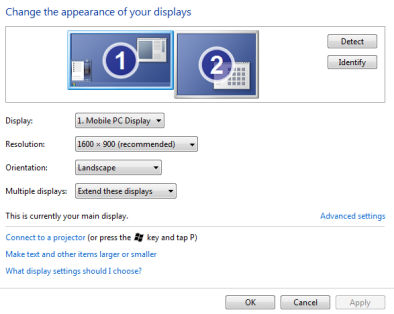 Change the appearance of your displays
1
2
Detect
Identify
Display: 1. Mobile PC Display
Resolution: 1600 × 900 (recommended)
Orientation: Landscape
Multiple displays: Extend these displays
This is currently your main display. Advanced settings
Connect to a projector (or press the key and tap P)
Make text and other items larger or smaller
What display settings should I choose?
OK Cancel Apply